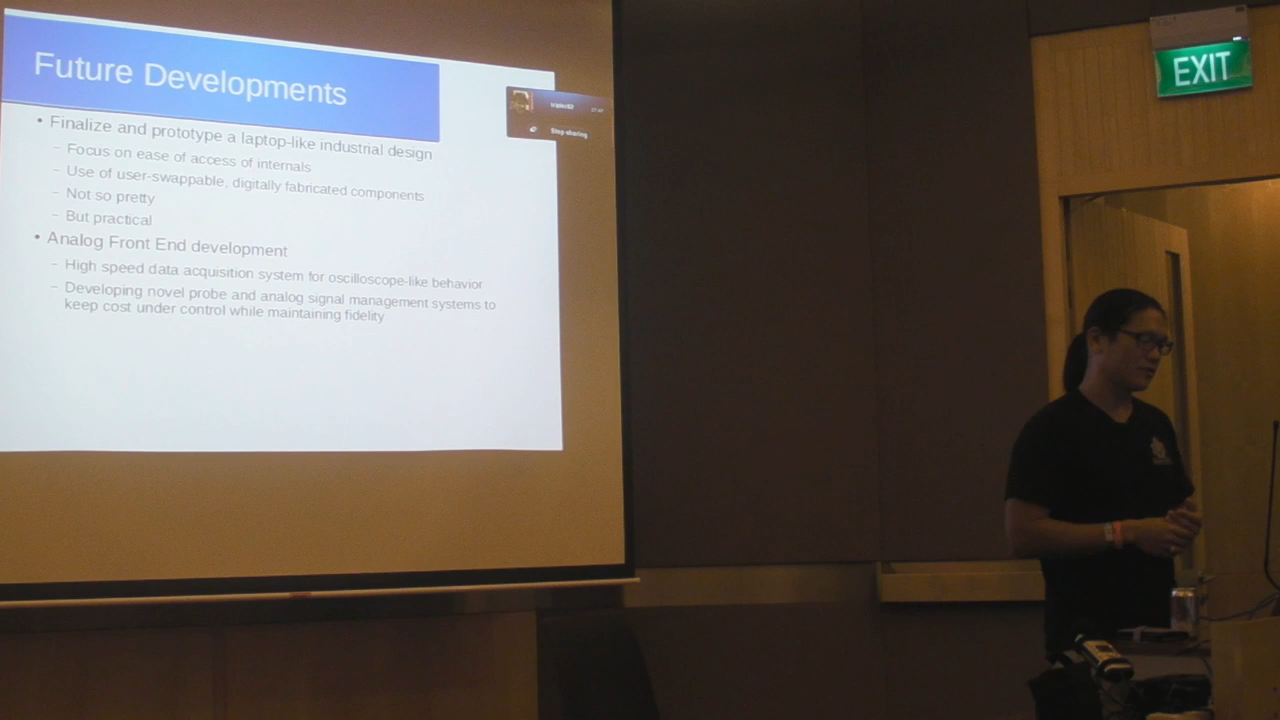 Future Developments
• Finalize and prototype a laptop-like industrial design
– Focus on ease of access of internals
– Use of user-swappable, digitally fabricated components
– Not so pretty
– But practical
• Analog Front End development
– High speed data acquisition system for oscilloscope-like behavior
– Developing novel probe and analog signal management systems to
keep cost under control while maintaining fidelity
Stop sharing
EXIT